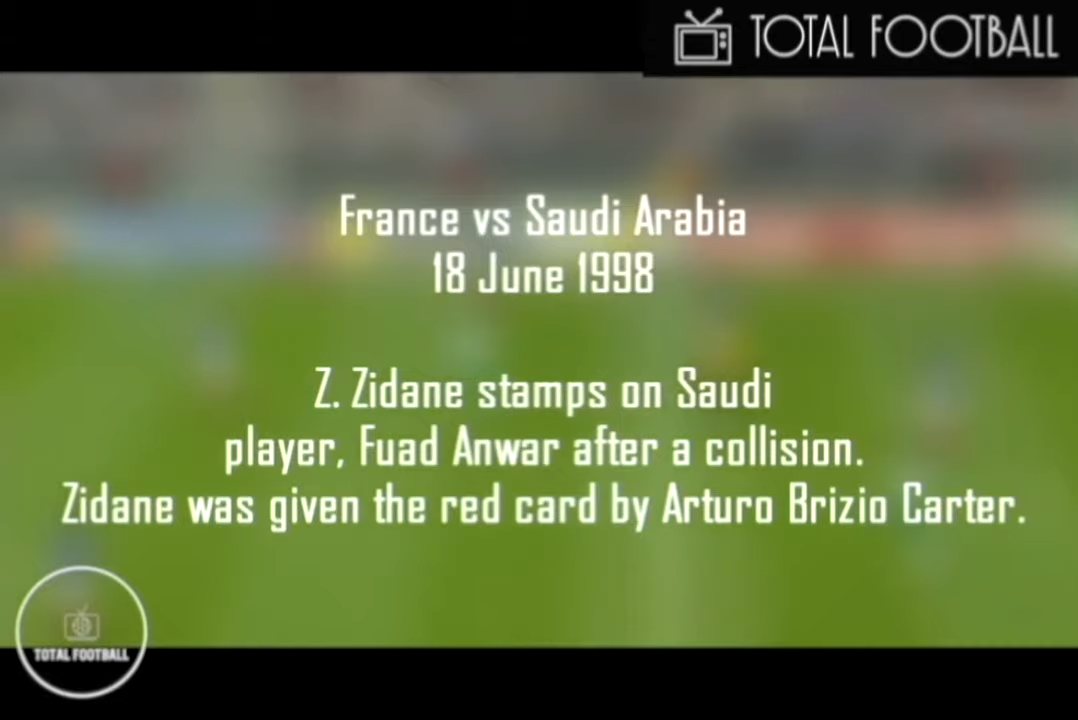 TOTAL FOOTBALL
France vs Saudi Arabia
18 June 1998
Z. Zidane stamps on Saudi
player, Fuad Anwar after a collision.
Zidane was given the red card by Arturo Brizio Carter.
TOTAL FOOTBALL